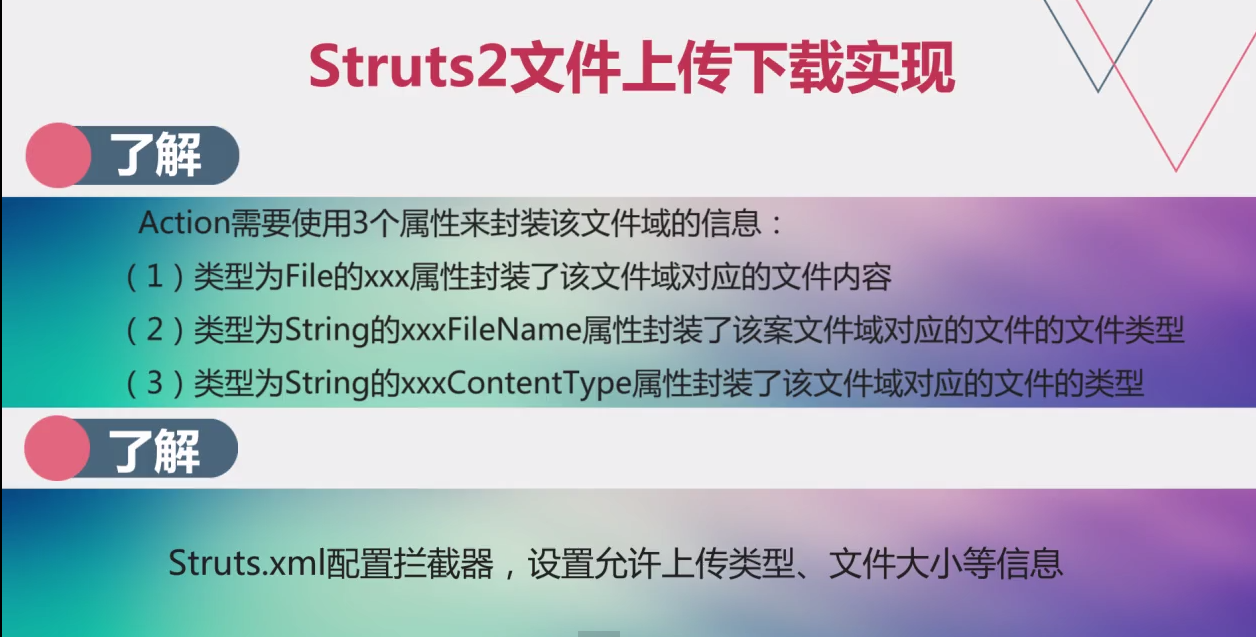 Struts2文件上传下载实现
了解
Action需要使用3个属性来封装该文件域的信息：
（1）类型为File的xxx属性封装了该文件域对应的文件内容
（2）类型为String的xxxFileName属性封装了该案文件域对应的文件的文件类型
（3）类型为String的xxxContentType属性封装了该文件域对应的文件的类型
了解
Struts.xml配置拦截器，设置允许上传类型、文件大小等信息